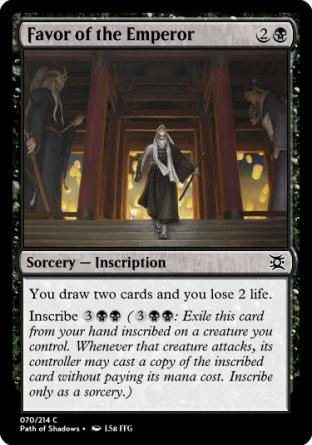 Favor of the Emperor 2
Sorcery — Inscription
You draw two cards and you lose 2 life.
Inscribe 3 ( 3 : Exile this card
from your hand inscribed on a creature you
control. Whenever that creature attacks, its
controller may cast a copy of the inscribed
card without paying its mana cost. Inscribe
only as a sorcery.)
070/214 C
Path of Shadows •